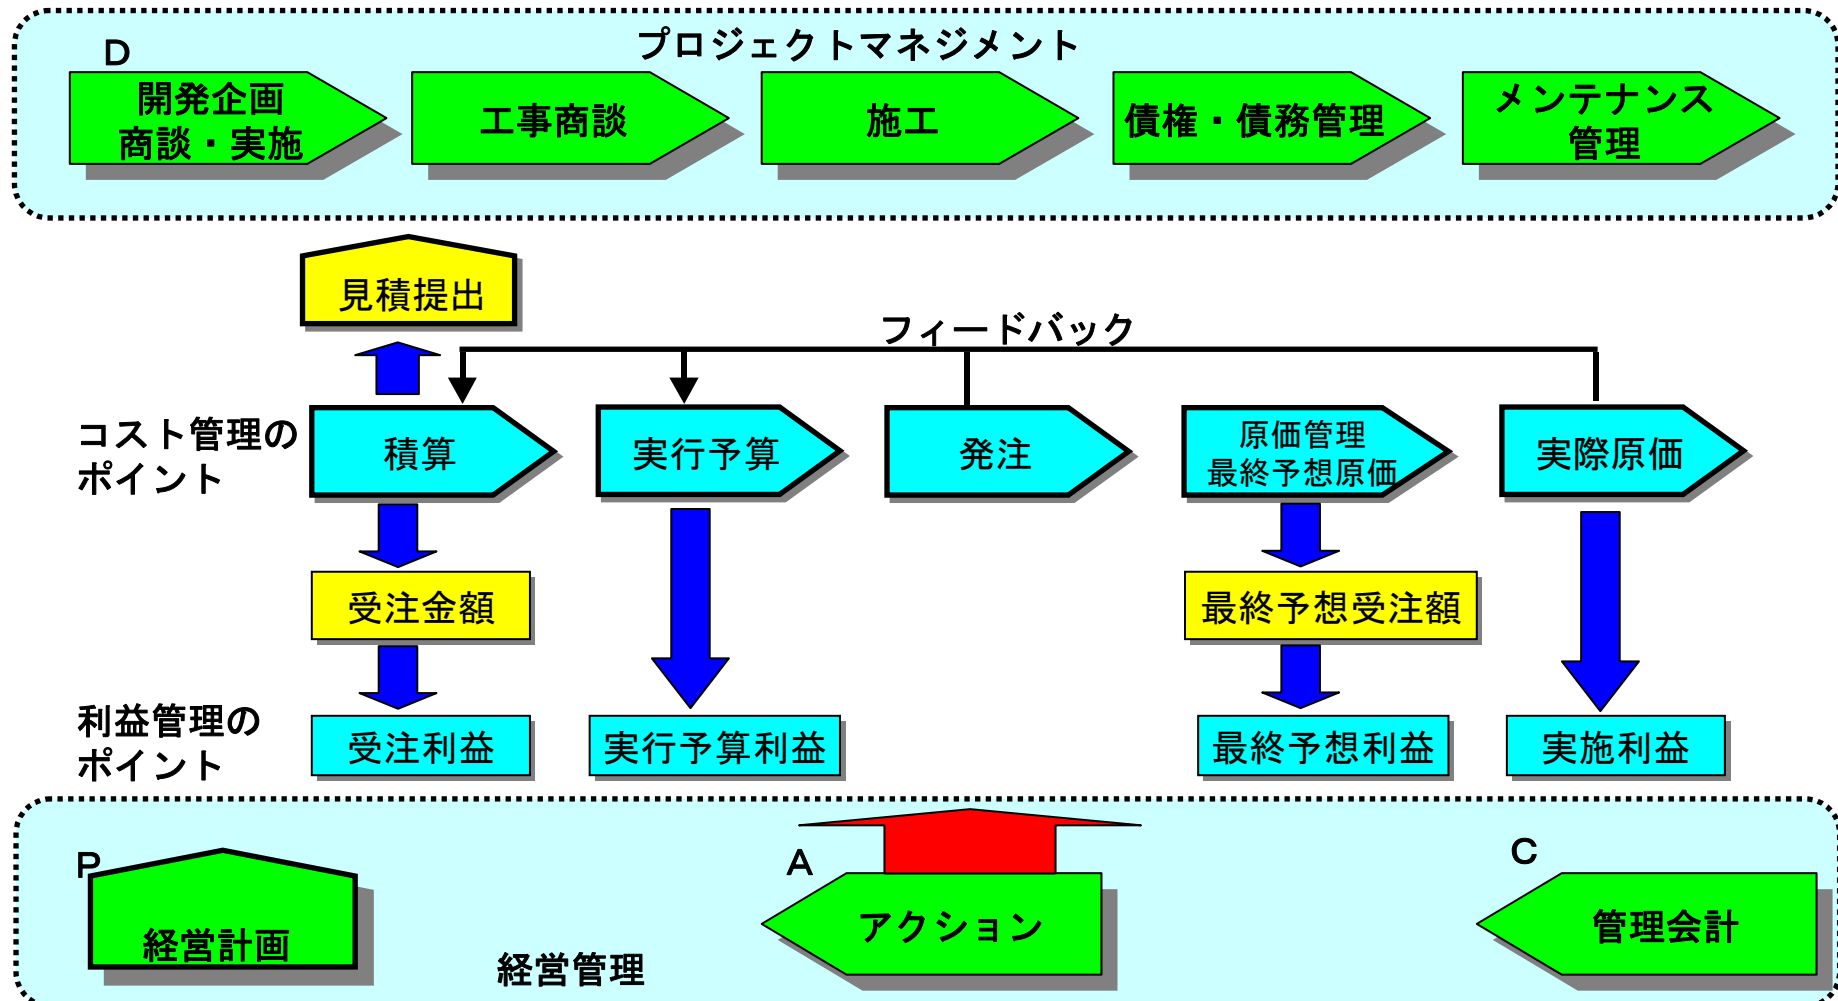 プロジェクトマネジメント
D
開発企画
商談・実施
工事商談
施工
債権・債務管理
メンテナンス
管理
見積提出
フィードバック
コスト管理の
ポイント
積算
実行予算
発注
原価管理
最終予想原価
実際原価
受注金額
最終予想受注額
利益管理の
ポイント
受注利益
実行予算利益
最終予想利益
実施利益
P
経営計画
経営管理
A
アクション
C
管理会計